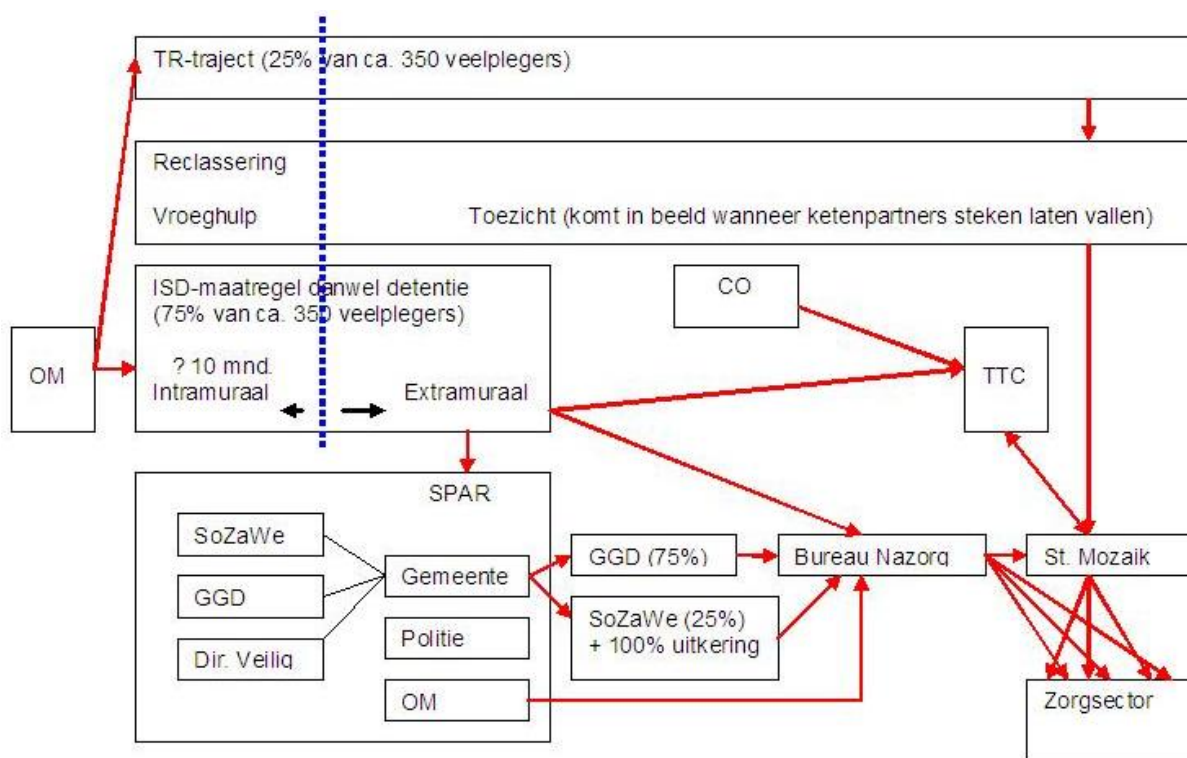 TR-traject (25% van ca. 350 veelplegers)
Reclassering
Vroeghulp
Toezicht (komt in beeld wanneer ketenpartners steken laten vallen)
ISD-maatregel danwel detentie
(75% van ca. 350 veelplegers)
? 10 mnd.
Intramuraal
Extramuraal
OM
CO
TTC
SPAR
SoZaWe
GGD
Dir. Veilig
Gemeente
Politie
OM
GGD (75%)
SoZaWe (25%)
+ 100% uitkering
Bureau Nazorg
St. Mozaik
Zorgsector